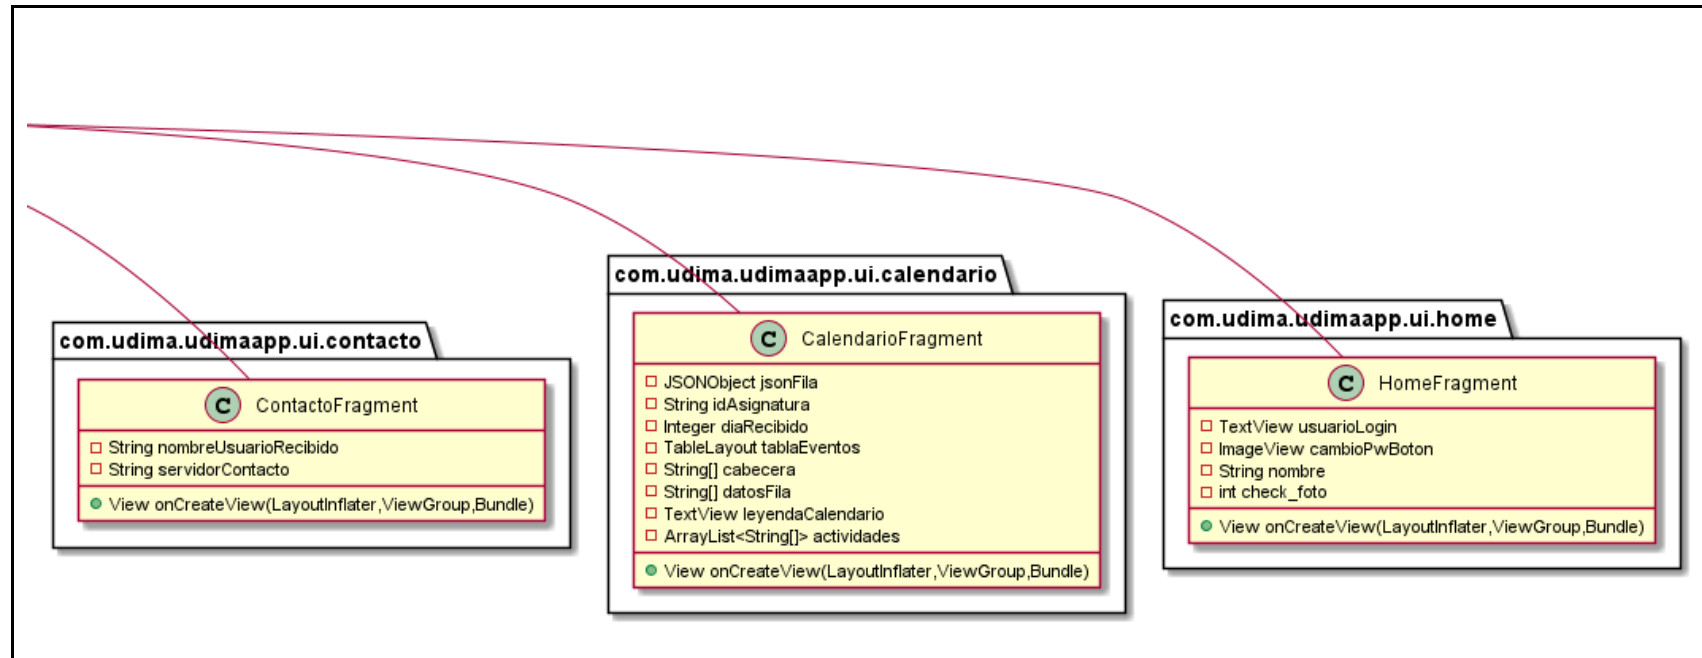 com.udima.udimaapp.ui.contacto
C ContactoFragment
String nombreUsuarioRecibido
String servidorContacto
View onCreateView(LayoutInflater,ViewGroup,Bundle)
com.udima.udimaapp.ui.calendario
C CalendarioFragment
JSONObject jsonFila
String idAsignatura
Integer diaRecibido
TableLayout tablaEventos
String[] cabecera
String[] datosFila
TextView leyendaCalendario
ArrayList<String[]> actividades
View onCreateView(LayoutInflater,ViewGroup,Bundle)
com.udima.udimaapp.ui.home
C HomeFragment
TextView usuarioLogin
ImageView cambioPwBoton
String nombre
int check_foto
View onCreateView(LayoutInflater,ViewGroup,Bundle)